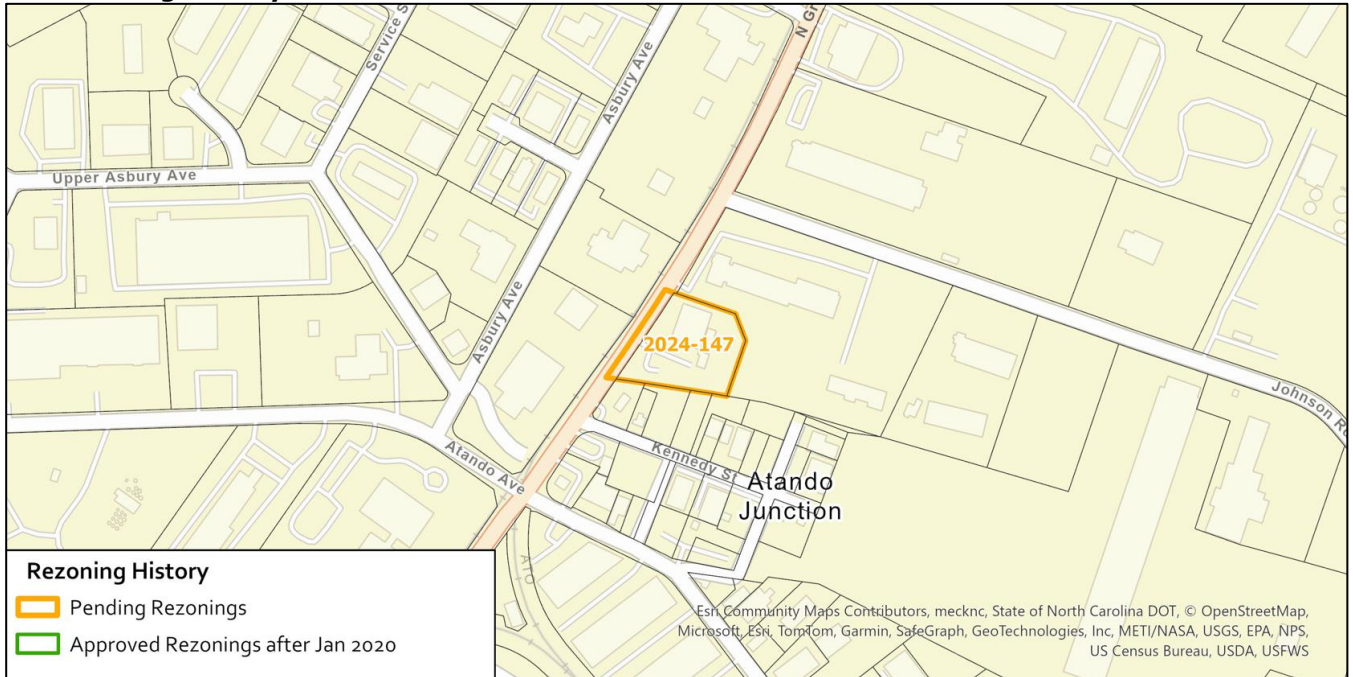 Service S
Asbury Ave
N Gr
Upper Asbury Ave
Asbury Ave
2024-147
Johnson R
Atando Ave
Kennedy St
Atando
Junction
ATO
Rezoning History
Pending Rezonings
Approved Rezonings after Jan 2020
Esri Community Maps Contributors, mecknc, State of North Carolina DOT, © OpenStreetMap,
Microsoft, Esri, TomTom, Garmin, SafeGraph, GeoTechnologies, Inc, METI/NASA, USGS, EPA, NPS,
US Census Bureau, USDA, USFWS